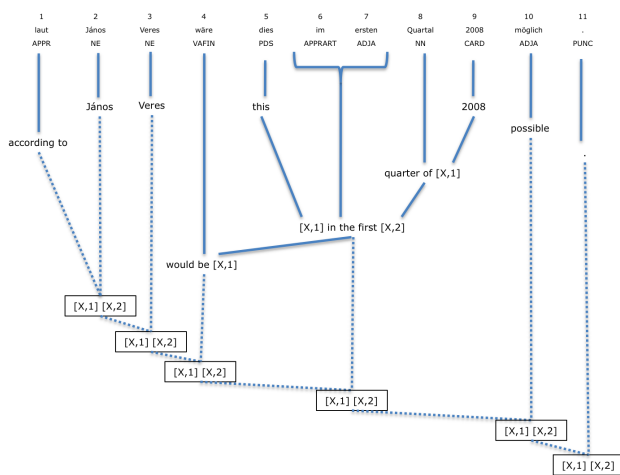 1 2 3 4 5 6 7 8 9 10 11
laut János Veres wäre dies im ersten Quartal 2008 möglich .
APPR NE NE VAFIN PDS APPRART ADJA NN CARD ADJA PUNC
János Veres this 2008
possible
according to
.
quarter of [X,1]
[X,1] in the first [X,2]
would be [X,1]
[X,1] [X,2]
[X,1] [X,2]
[X,1] [X,2]
[X,1] [X,2]
[X,1] [X,2]
[X,1] [X,2]